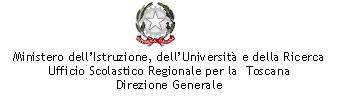 Ministero dell'Istruzione, dell'Università e della Ricerca
Ufficio Scolastico Regionale per la Toscana
Direzione Generale